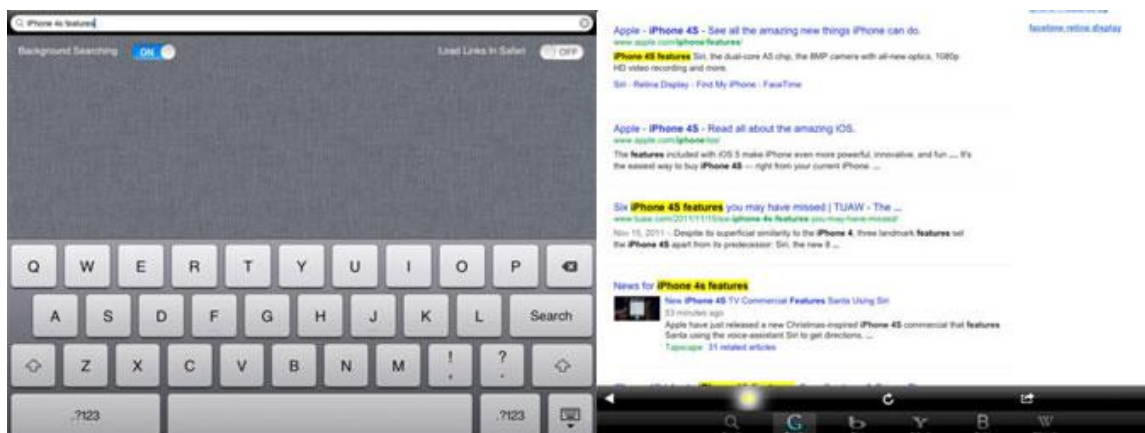 iPhone 4s features
Background Searching ON
Load Links In Safari OFF
Q W E R T Y U I O P
A S D F G H J K L Search
Z X C V B N M ! , ? .
.?123 .?123
Apple - iPhone 4S - See all the amazing new things iPhone can do.
www.apple.com/iphone/features/
iPhone 4S features Siri, the dual-core A5 chip, the 8MP camera with all-new optics, 1080p
HD video recording and more.
Siri - Retina Display - Find My iPhone - FaceTime
Apple - iPhone 4S - Read all about the amazing iOS.
www.apple.com/iphone/ios/
The features included with iOS 5 make iPhone even more powerful, innovative, and fun .... It's
the easiest way to buy iPhone 4S — right from your current iPhone. ...
Six iPhone 4S features you may have missed | TUAW - The ...
www.tuaw.com/2011/11/15/six-iphone-4s-features-you-may-have-missed/
Nov 15, 2011 – Despite its superficial similarity to the iPhone 4, three landmark features set
the iPhone 4S apart from its predecessor: Siri, the new 8 ...
News for iPhone 4s features
New iPhone 4S TV Commercial Features Santa Using Siri
53 minutes ago
Apple have just released a new Christmas-inspired iPhone 4S commercial that features
Santa using the voice-assistant Siri to get directions. ...
Tapscape 31 related articles
facetime retina display
G b Y B W